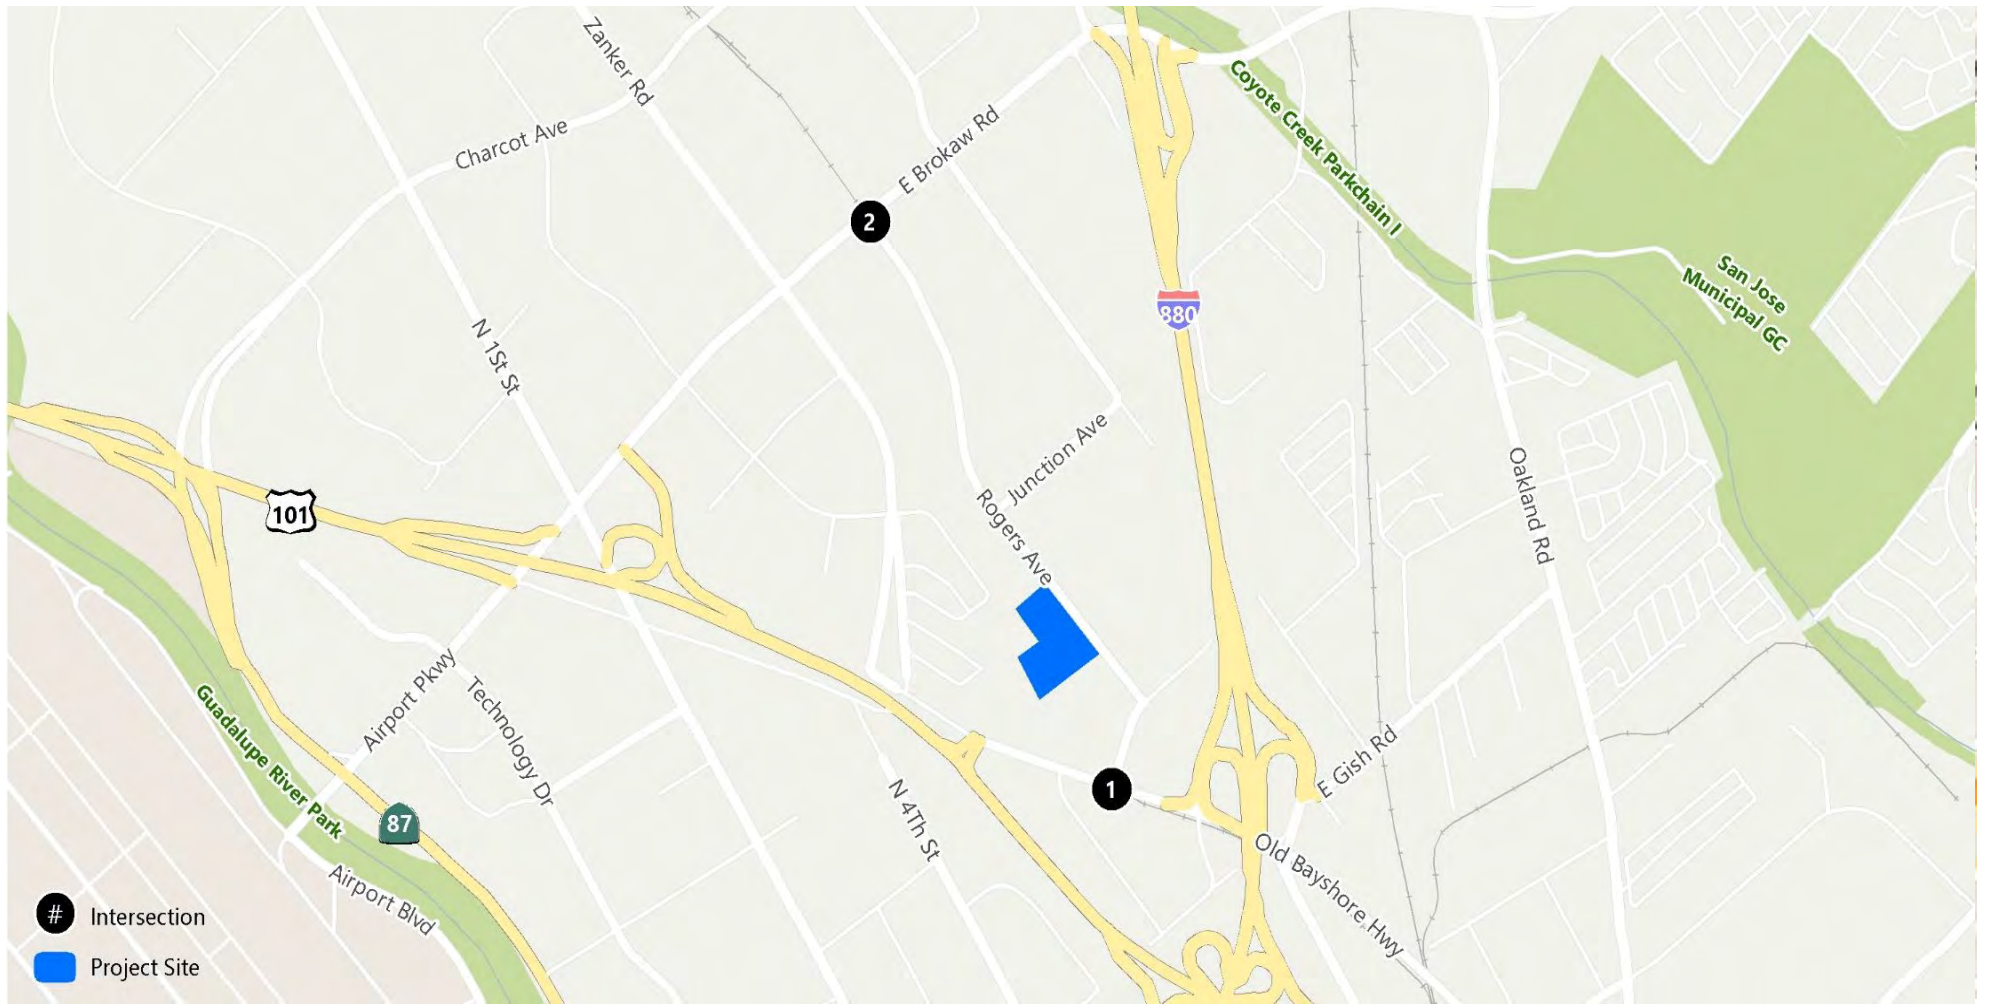 Zanker Rd
Charcot Ave
E Brokaw Rd
Coyote Creek Parkchain I
2
San Jose
Municipal GC
880
N 1St St
Junction Ave
Oakland Rd
101
Rogers Ave
Airport Pkwy
Technology Dr
Guadalupe River Park
E Gish Rd
1
N 4Th St
87
Old Bayshore Hwy
Airport Blvd
# Intersection
Project Site